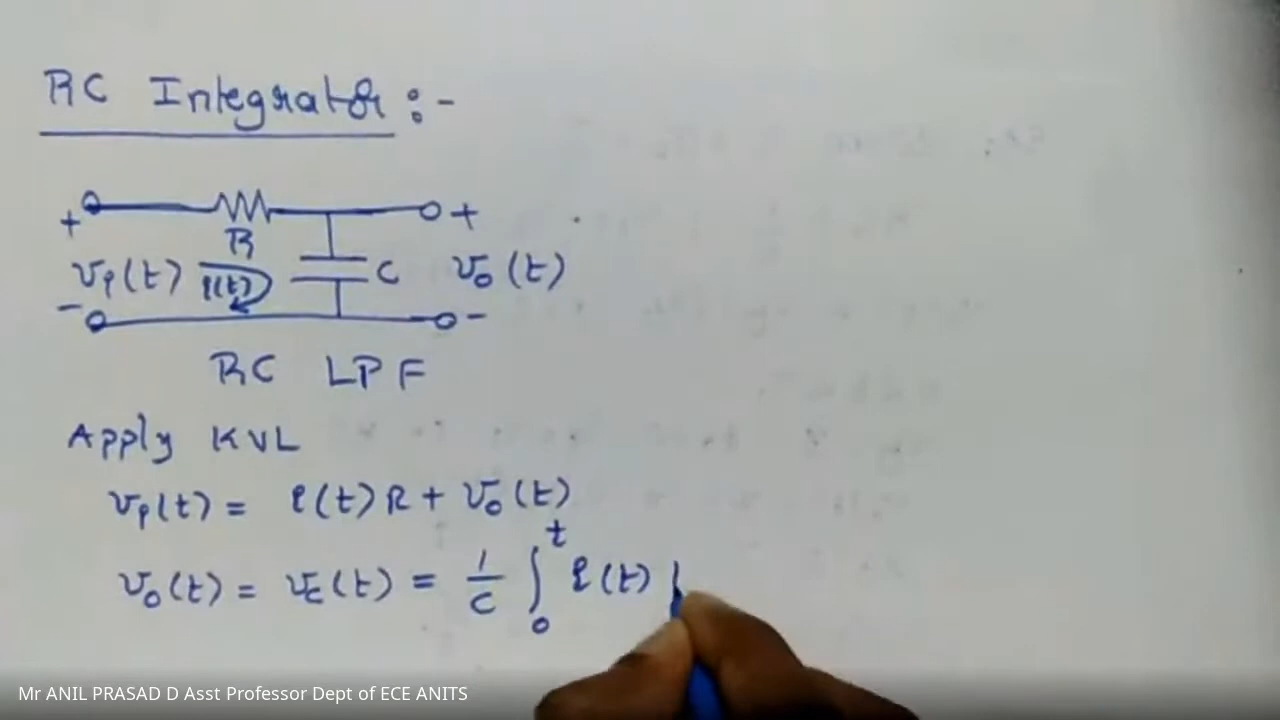 RC Integrator :-
+ R +
vi(t) i(t) C vo(t)
- -
RC LPF
Apply KVL
vi(t) = i(t) R + vo(t)
vo(t) = vc(t) = 1/C ∫₀ᵗ i(t)
Mr ANIL PRASAD D Asst Professor Dept of ECE ANITS